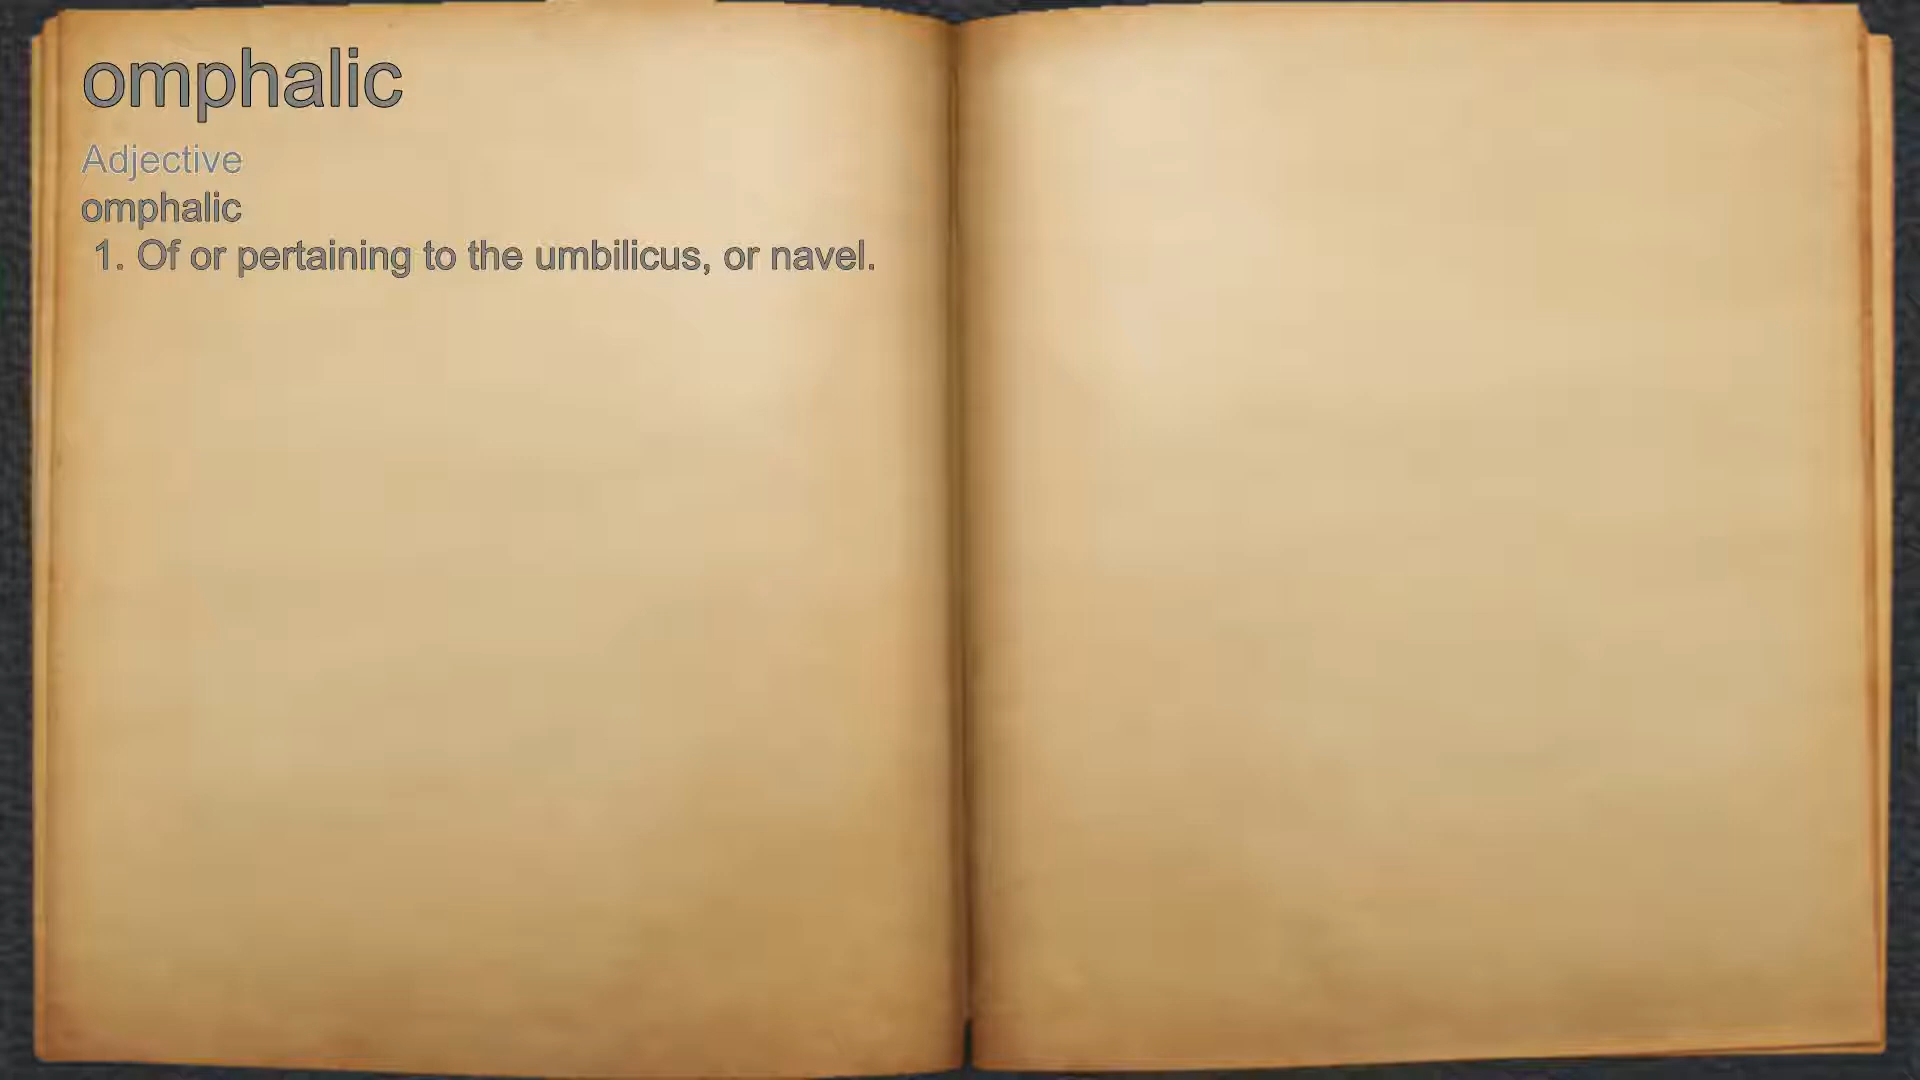 omphalic
Adjective
omphalic
1. Of or pertaining to the umbilicus, or navel.